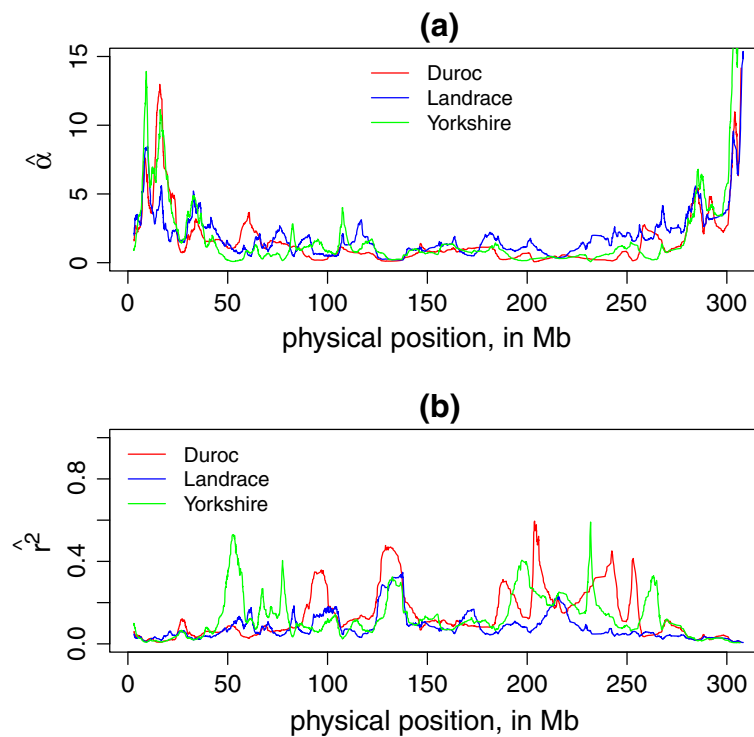 (a)
15
10
5
0
α̂
Duroc
Landrace
Yorkshire
0 50 100 150 200 250 300
physical position, in Mb
(b)
0.8
0.4
0.0
r̂²
Duroc
Landrace
Yorkshire
0 50 100 150 200 250 300
physical position, in Mb